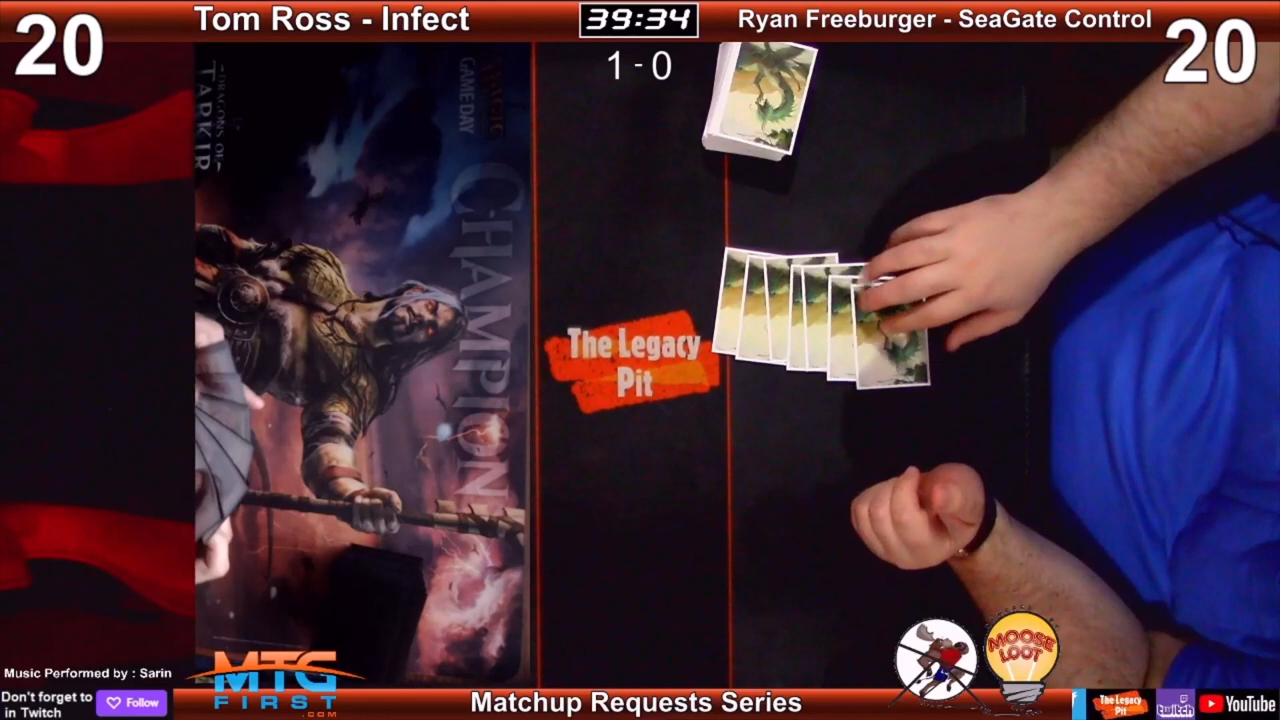 20
Tom Ross - Infect
39:34
Ryan Freeburger - SeaGate Control
20
1 - 0
DRAGONS OF
TARKIR
MAGIC
GAMEDAY
CHAMPION
The Legacy
Pit
MOOSE
LOOT
Music Performed by : Sarin
Don't forget to
in Twitch
Follow
MTG
FIRST
.COM
Matchup Requests Series
The Legacy
Pit
twitch
YouTube